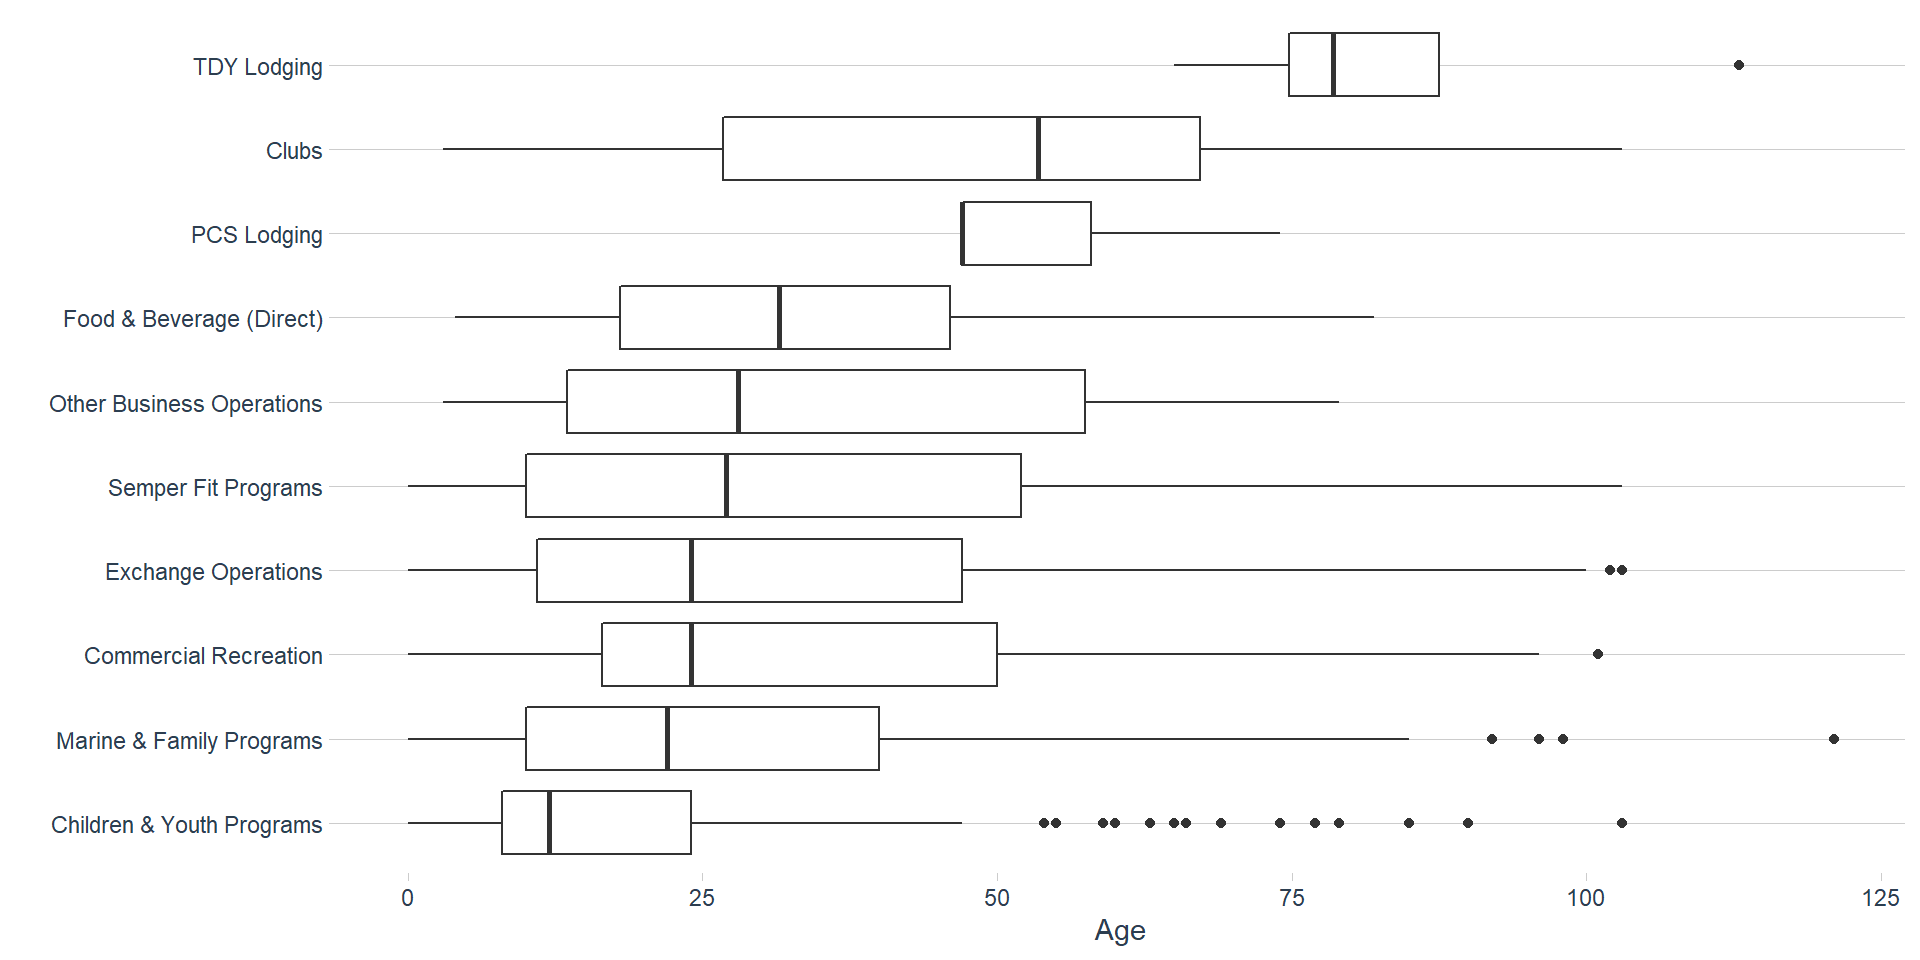 TDY Lodging
Clubs
PCS Lodging
Food & Beverage (Direct)
Other Business Operations
Semper Fit Programs
Exchange Operations
Commercial Recreation
Marine & Family Programs
Children & Youth Programs
0 25 50 75 100 125
Age